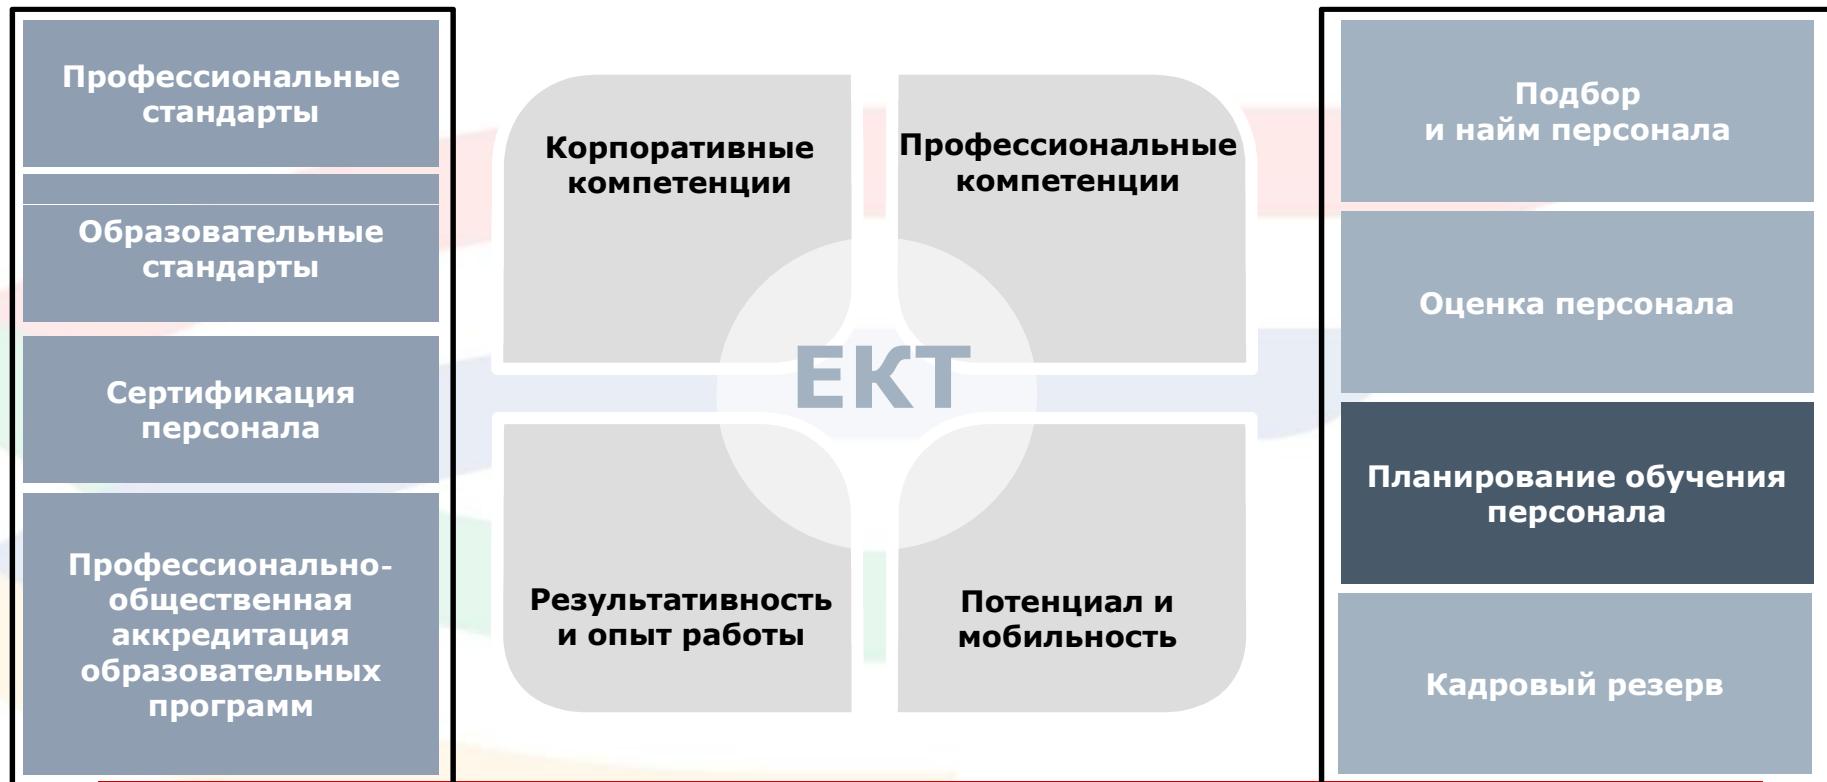 Профессиональные
стандарты
Образовательные
стандарты
Сертификация
персонала
Профессионально-
общественная
аккредитация
образовательных
программ
Корпоративные
компетенции
Профессиональные
компетенции
ЕКТ
Результативность
и опыт работы
Потенциал и
мобильность
Подбор
и найм персонала
Оценка персонала
Планирование обучения
персонала
Кадровый резерв